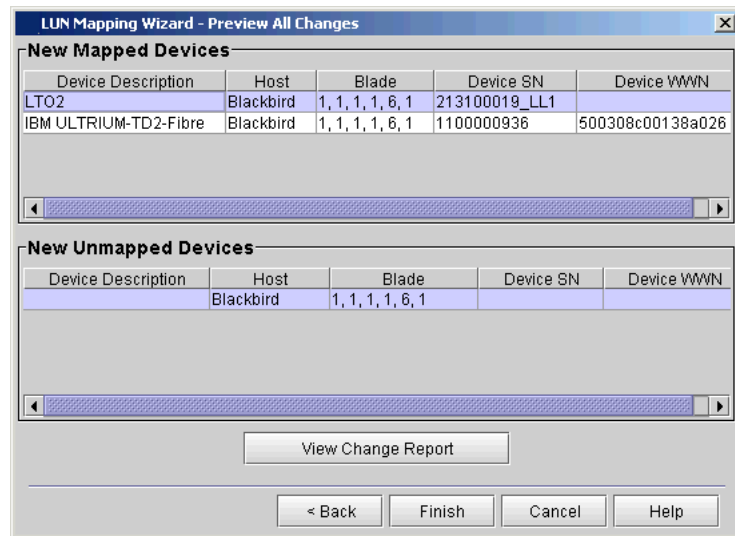 LUN Mapping Wizard - Preview All Changes
New Mapped Devices
Device Description Host Blade Device SN Device WWN
LTO2 Blackbird 1, 1, 1, 1, 6, 1 213100019_LL1
IBM ULTRIUM-TD2-Fibre Blackbird 1, 1, 1, 1, 6, 1 1100000936 500308c00138a026
New Unmapped Devices
Device Description Host Blade Device SN Device WWN
Blackbird 1, 1, 1, 1, 6, 1
View Change Report
< Back Finish Cancel Help